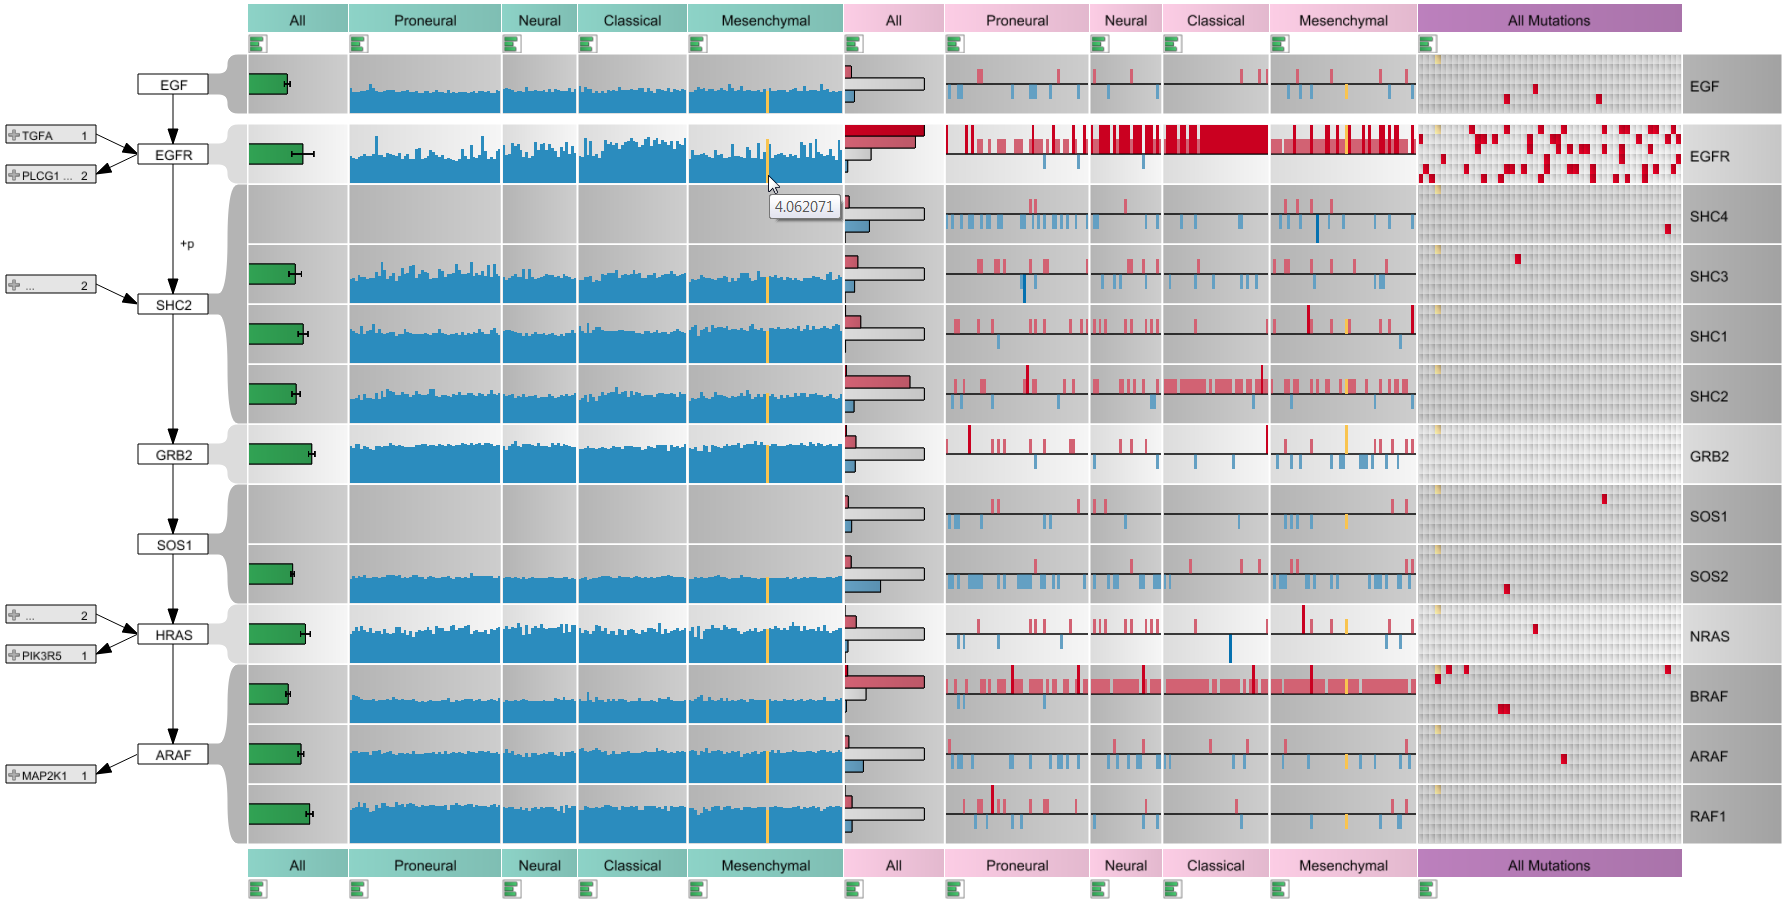 All Proneural Neural Classical Mesenchymal All Proneural Neural Classical Mesenchymal All Mutations
EGF EGF
TGFA 1
EGFR EGFR
PLCG1 ... 2
4.062071
SHC4
+p
... 2
SHC3
SHC2
SHC1
SHC2
GRB2 GRB2
SOS1
SOS1
SOS2
... 2
HRAS NRAS
PIK3R5 1
BRAF
ARAF ARAF
MAP2K1 1
RAF1
All Proneural Neural Classical Mesenchymal All Proneural Neural Classical Mesenchymal All Mutations